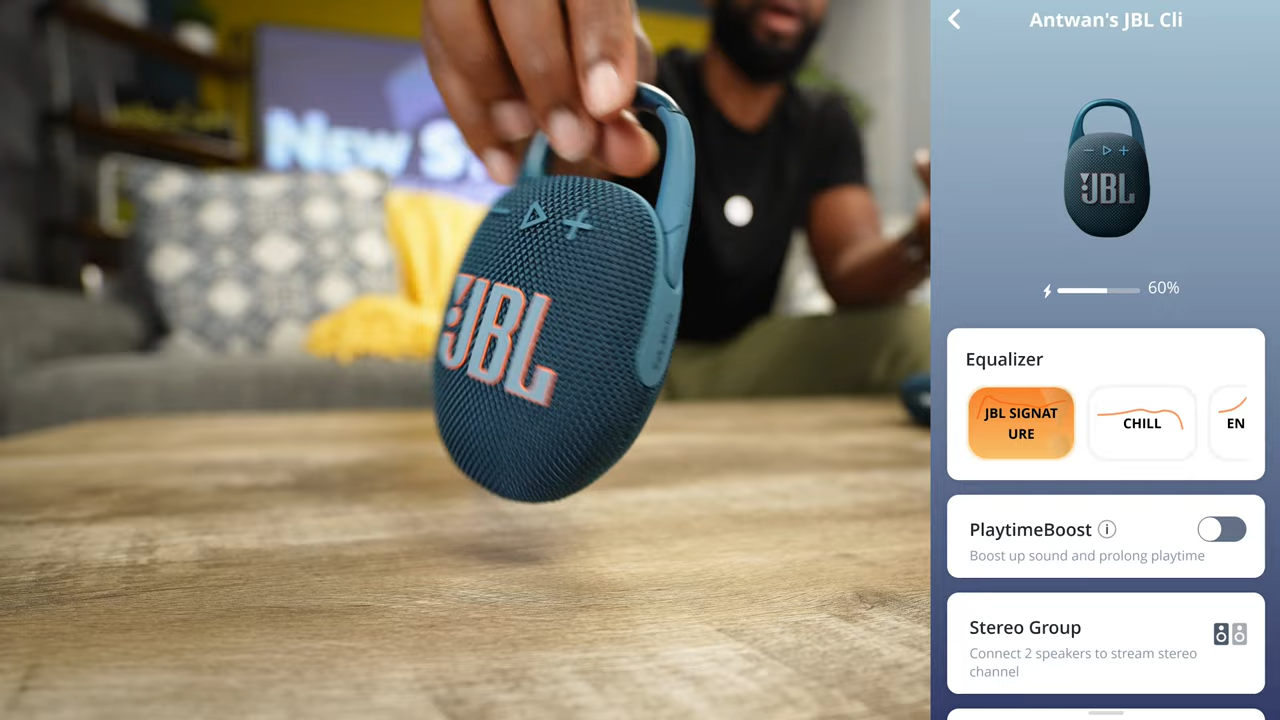 New S
JBL
Antwan's JBL Cli
JBL
60%
Equalizer
JBL SIGNAT
URE
CHILL
EN
PlaytimeBoost
Boost up sound and prolong playtime
Stereo Group
Connect 2 speakers to stream stereo
channel